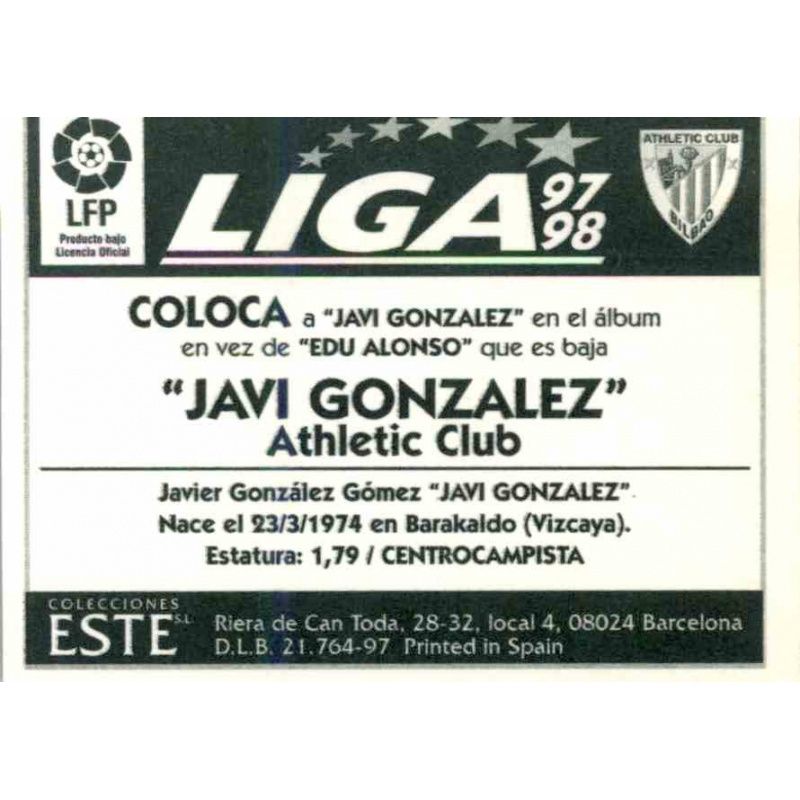 LFP
Producto bajo
Licencia Oficial
LIGA 97 98
ATHLETIC CLUB
BILBAO
COLOCA a "JAVI GONZALEZ" en el álbum
en vez de "EDU ALONSO" que es baja
"JAVI GONZALEZ"
Athletic Club
Javier González Gómez "JAVI GONZALEZ"
Nace el 23/3/1974 en Barakaldo (Vizcaya).
Estatura: 1,79 / CENTROCAMPISTA
COLECCIONES
ESTE S.L
Riera de Can Toda, 28-32, local 4, 08024 Barcelona
D.L.B. 21.764-97 Printed in Spain